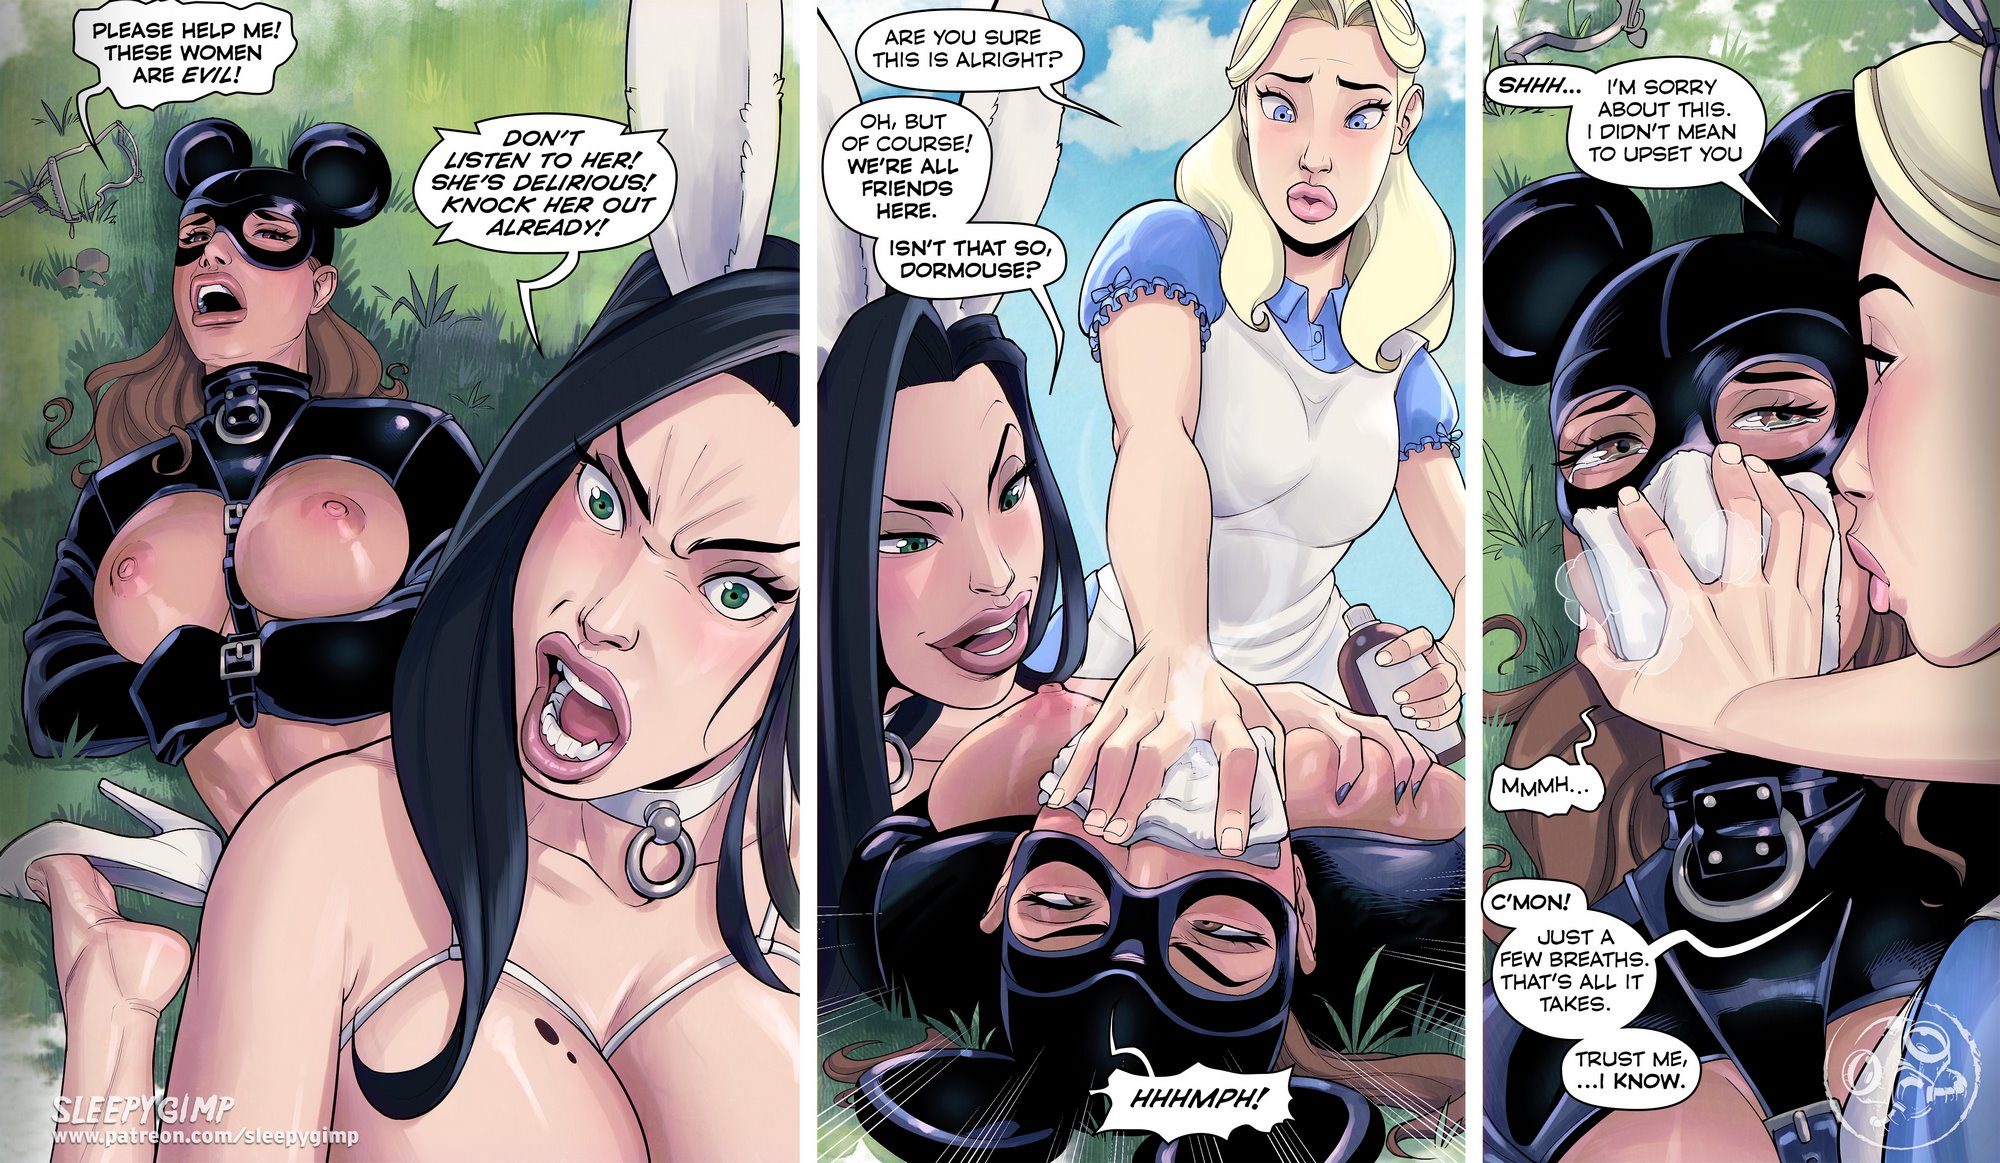 PLEASE HELP ME!
THESE WOMEN
ARE EVIL!
DON'T
LISTEN TO HER!
SHE'S DELIRIOUS!
KNOCK HER OUT
ALREADY!
SLEEPYGIMP
www.patreon.com/sleepygimp
ARE YOU SURE
THIS IS ALRIGHT?
OH, BUT
OF COURSE!
WE'RE ALL
FRIENDS
HERE.
ISN'T THAT SO,
DORMOUSE?
HHHMPH!
SHHH...
I'M SORRY
ABOUT THIS.
I DIDN'T MEAN
TO UPSET YOU
MMMH...
C'MON!
JUST A
FEW BREATHS.
THAT'S ALL IT
TAKES.
TRUST ME,
...I KNOW.